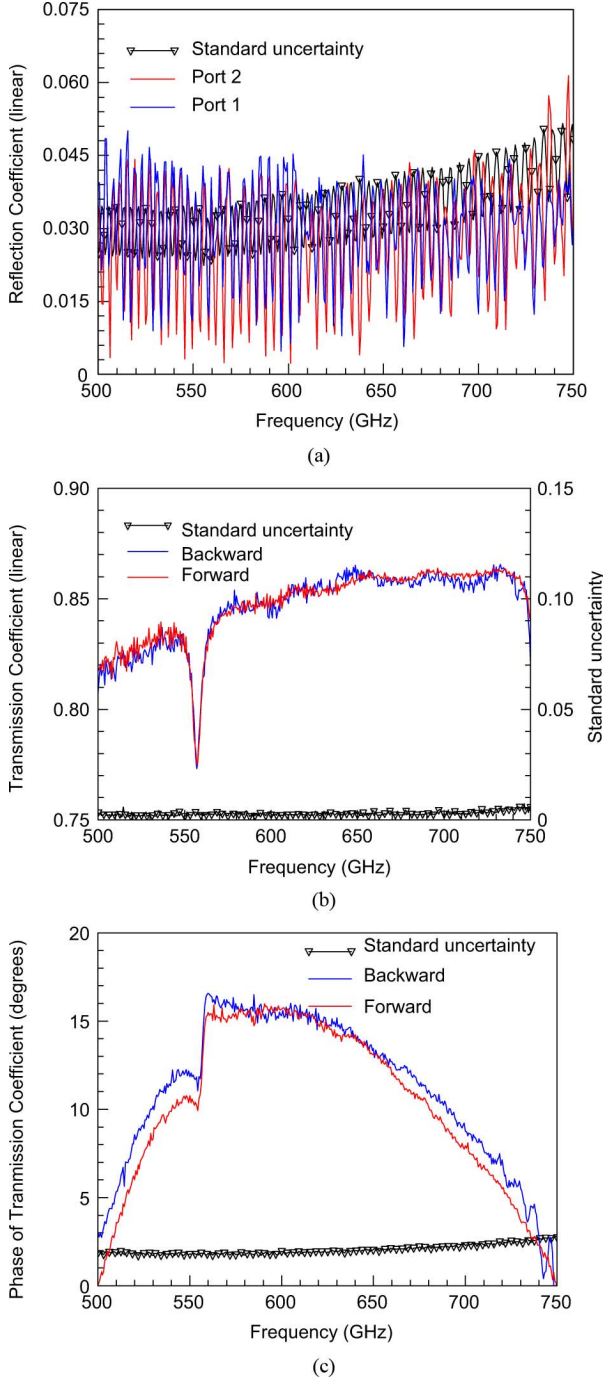 0.075
0.060
0.045
0.030
0.015
0
Reflection Coefficient (linear)
Standard uncertainty
Port 2
Port 1
500 550 600 650 700 750
Frequency (GHz)
(a)
0.90
0.85
0.80
0.75
Transmission Coefficient (linear)
Standard uncertainty
Backward
Forward
0.15
0.10
0.05
0
Standard uncertainty
500 550 600 650 700 750
Frequency (GHz)
(b)
20
15
10
5
0
Phase of Tranmission Coefficient (degrees)
Standard uncertainty
Backward
Forward
500 550 600 650 700 750
Frequency (GHz)
(c)